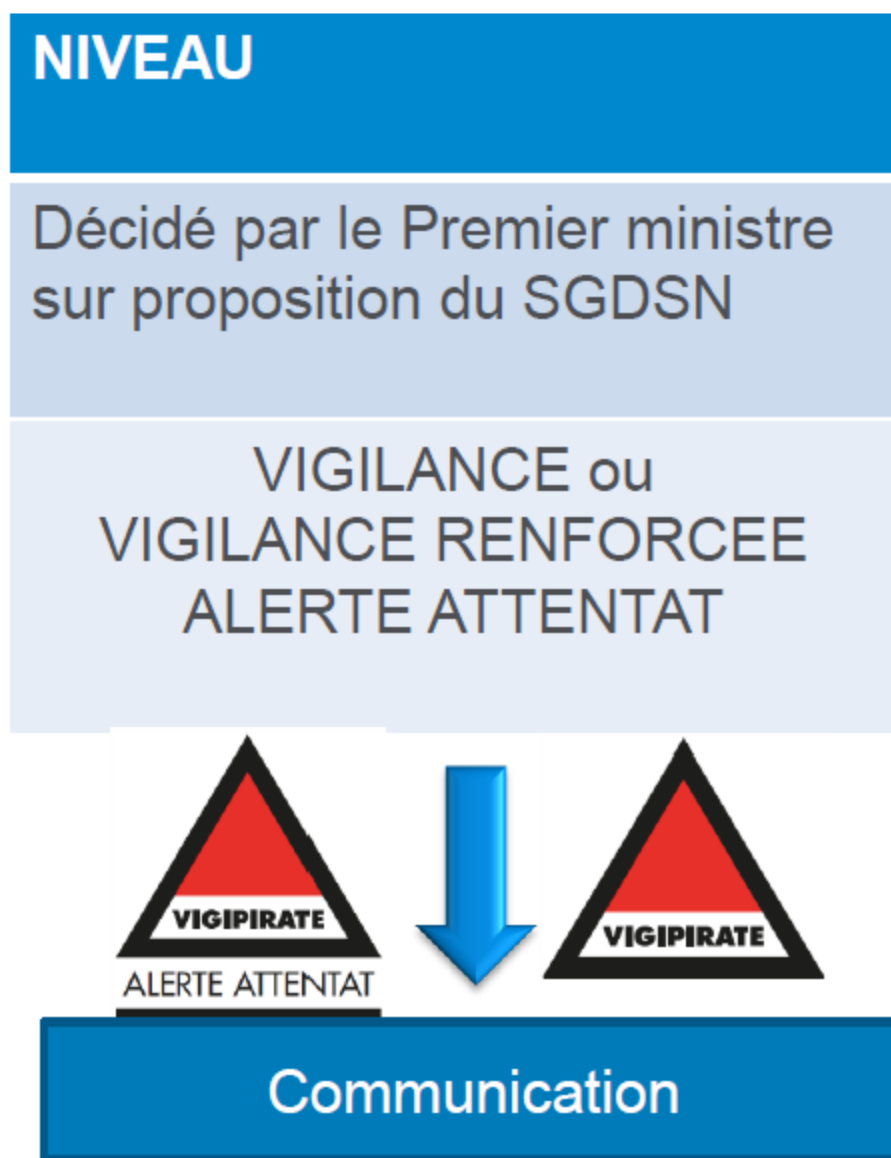 NIVEAU
Décidé par le Premier ministre
sur proposition du SGDSN
VIGILANCE ou
VIGILANCE RENFORCEE
ALERTE ATTENTAT
VIGIPIRATE
ALERTE ATTENTAT
VIGIPIRATE
Communication